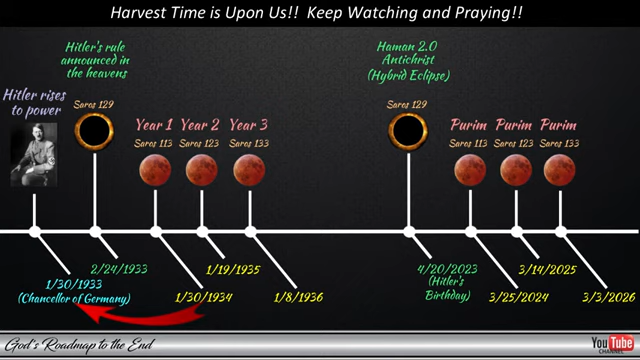 Harvest Time is Upon Us!! Keep Watching and Praying!!
Hitler's rule
announced in
the heavens
Haman 2.0
Antichrist
(Hybrid Eclipse)
Hitler rises
to power
Saros 129
Saros 129
Year 1 Year 2 Year 3
Saros 113 Saros 123 Saros 133
Purim Purim Purim
Saros 113 Saros 123 Saros 133
2/24/1933
1/19/1935
1/30/1933
(Chancellor of Germany)
1/30/1934
1/8/1936
4/20/2023
(Hitler's
Birthday)
3/14/2025
3/25/2024
3/3/2026
God's Roadmap to the End
YouTube
CHANNEL